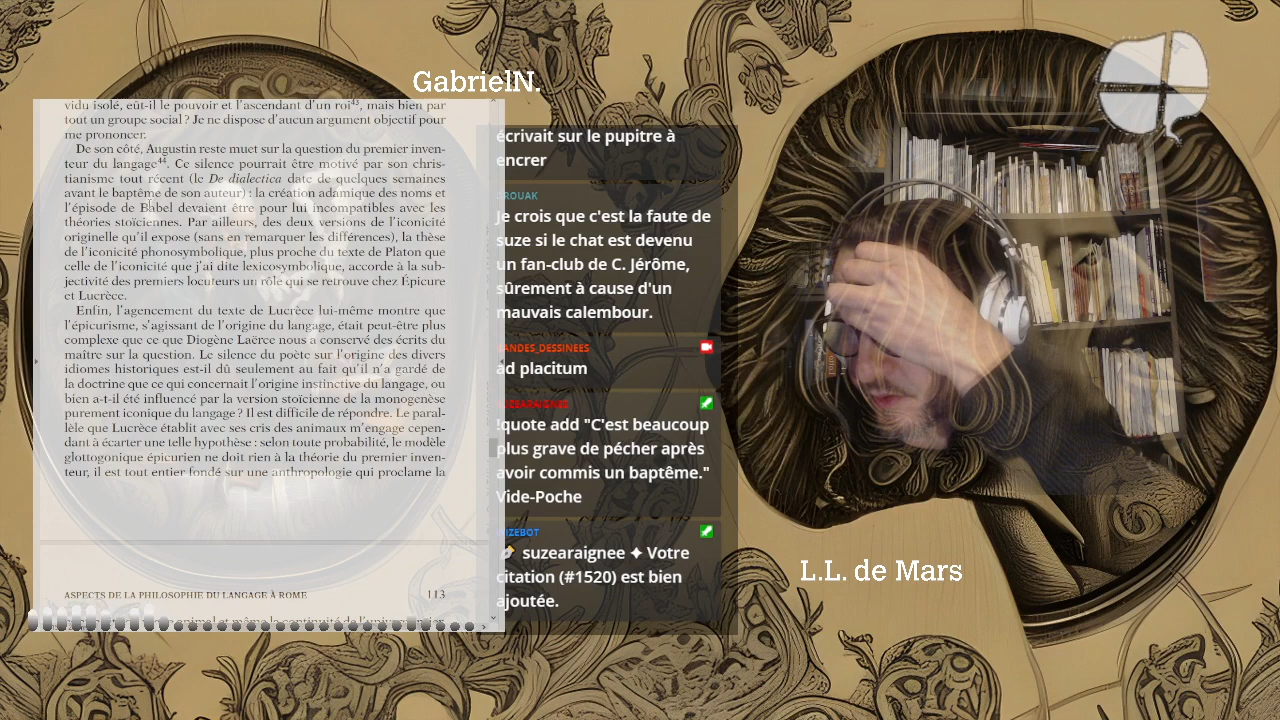 GabrielN.
vidu isolé, eût-il le pouvoir et l'ascendant d'un roi43, mais bien par
tout un groupe social ? Je ne dispose d'aucun argument objectif pour
me prononcer.
De son côté, Augustin reste muet sur la question du premier inven-
teur du langage44. Ce silence pourrait être motivé par son chris-
tianisme tout récent (le De dialectica date de quelques semaines
avant le baptême de son auteur) : la création adamique des noms et
l'épisode de Babel devaient être pour lui incompatibles avec les
théories stoïciennes. Par ailleurs, des deux versions de l'iconicité
originelle qu'il expose (sans en remarquer les différences), la thèse
de l'iconicité phonosymbolique, plus proche du texte de Platon que
celle de l'iconicité que j'ai dite lexicosymbolique, accorde à la sub-
jectivité des premiers locuteurs un rôle qui se retrouve chez Épicure
et Lucrèce.
Enfin, l'agencement du texte de Lucrèce lui-même montre que
l'épicurisme, s'agissant de l'origine du langage, était peut-être plus
complexe que ce que Diogène Laërce nous a conservé des écrits du
maître sur la question. Le silence du poète sur l'origine des divers
idiomes historiques est-il dû seulement au fait qu'il n'a gardé de
la doctrine que ce qui concernait l'origine instinctive du langage, ou
bien a-t-il été influencé par la version stoïcienne de la monogenèse
purement iconique du langage ? Il est difficile de répondre. Le paral-
lèle que Lucrèce établit avec ses cris des animaux m'engage cepen-
dant à écarter une telle hypothèse : selon toute probabilité, le modèle
glottogonique épicurien ne doit rien à la théorie du premier inven-
teur, il est tout entier fondé sur une anthropologie qui proclame la
ASPECTS DE LA PHILOSOPHIE DU LANGAGE À ROME 113
écrivait sur le pupitre à
encrer
ROUAK
Je crois que c'est la faute de
suze si le chat est devenu
un fan-club de C. Jérôme,
sûrement à cause d'un
mauvais calembour.
ANDES_DESSINEES
ad placitum
SUZEARAIGNEE
!quote add "C'est beaucoup
plus grave de pécher après
avoir commis un baptême."
Vide-Poche
WIZEBOT
suzearaignee ✦ Votre
citation (#1520) est bien
ajoutée.
L.L. de Mars